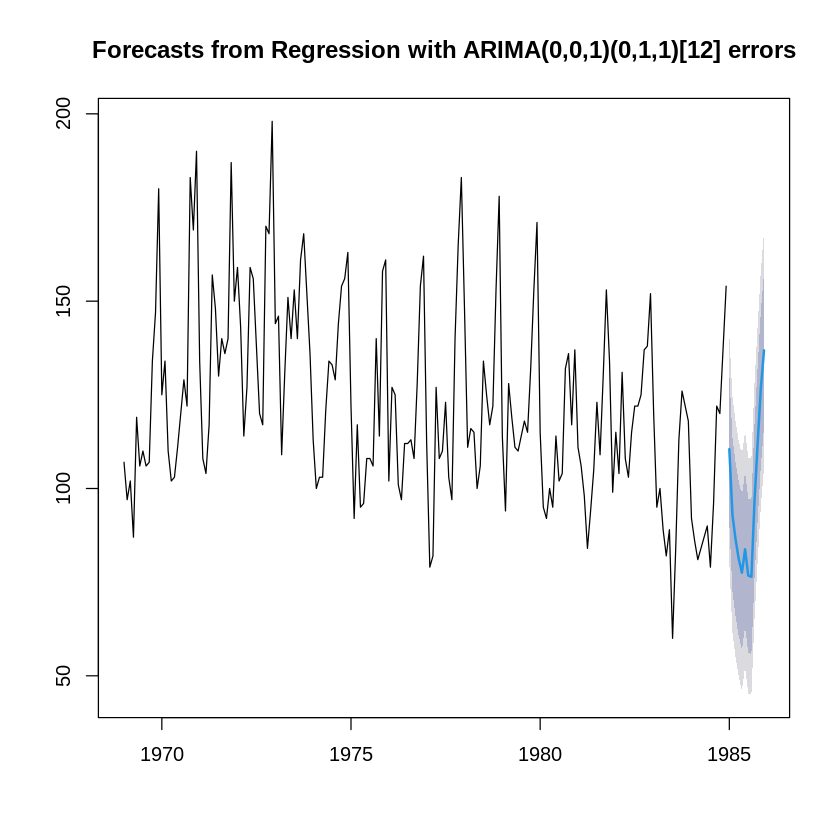 Forecasts from Regression with ARIMA(0,0,1)(0,1,1)[12] errors
200
150
100
50
1970 1975 1980 1985